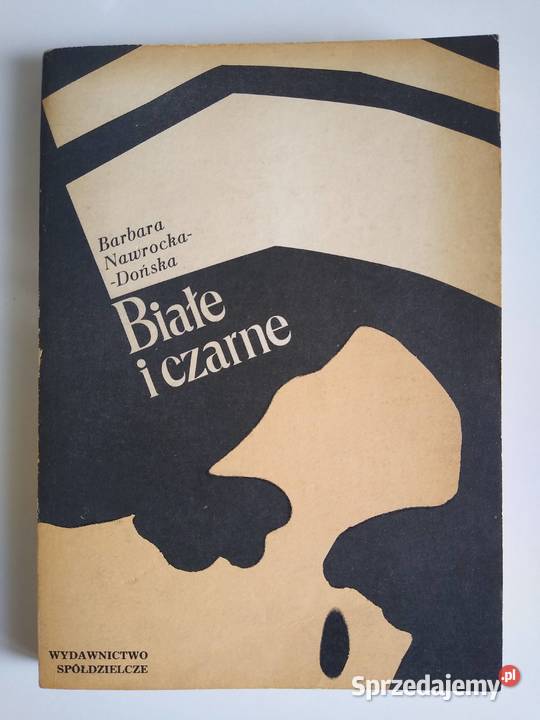 Barbara
Nawrocka-
-Dońska
Białe
i czarne
WYDAWNICTWO
SPÓŁDZIELCZE
Sprzedajemy.pl